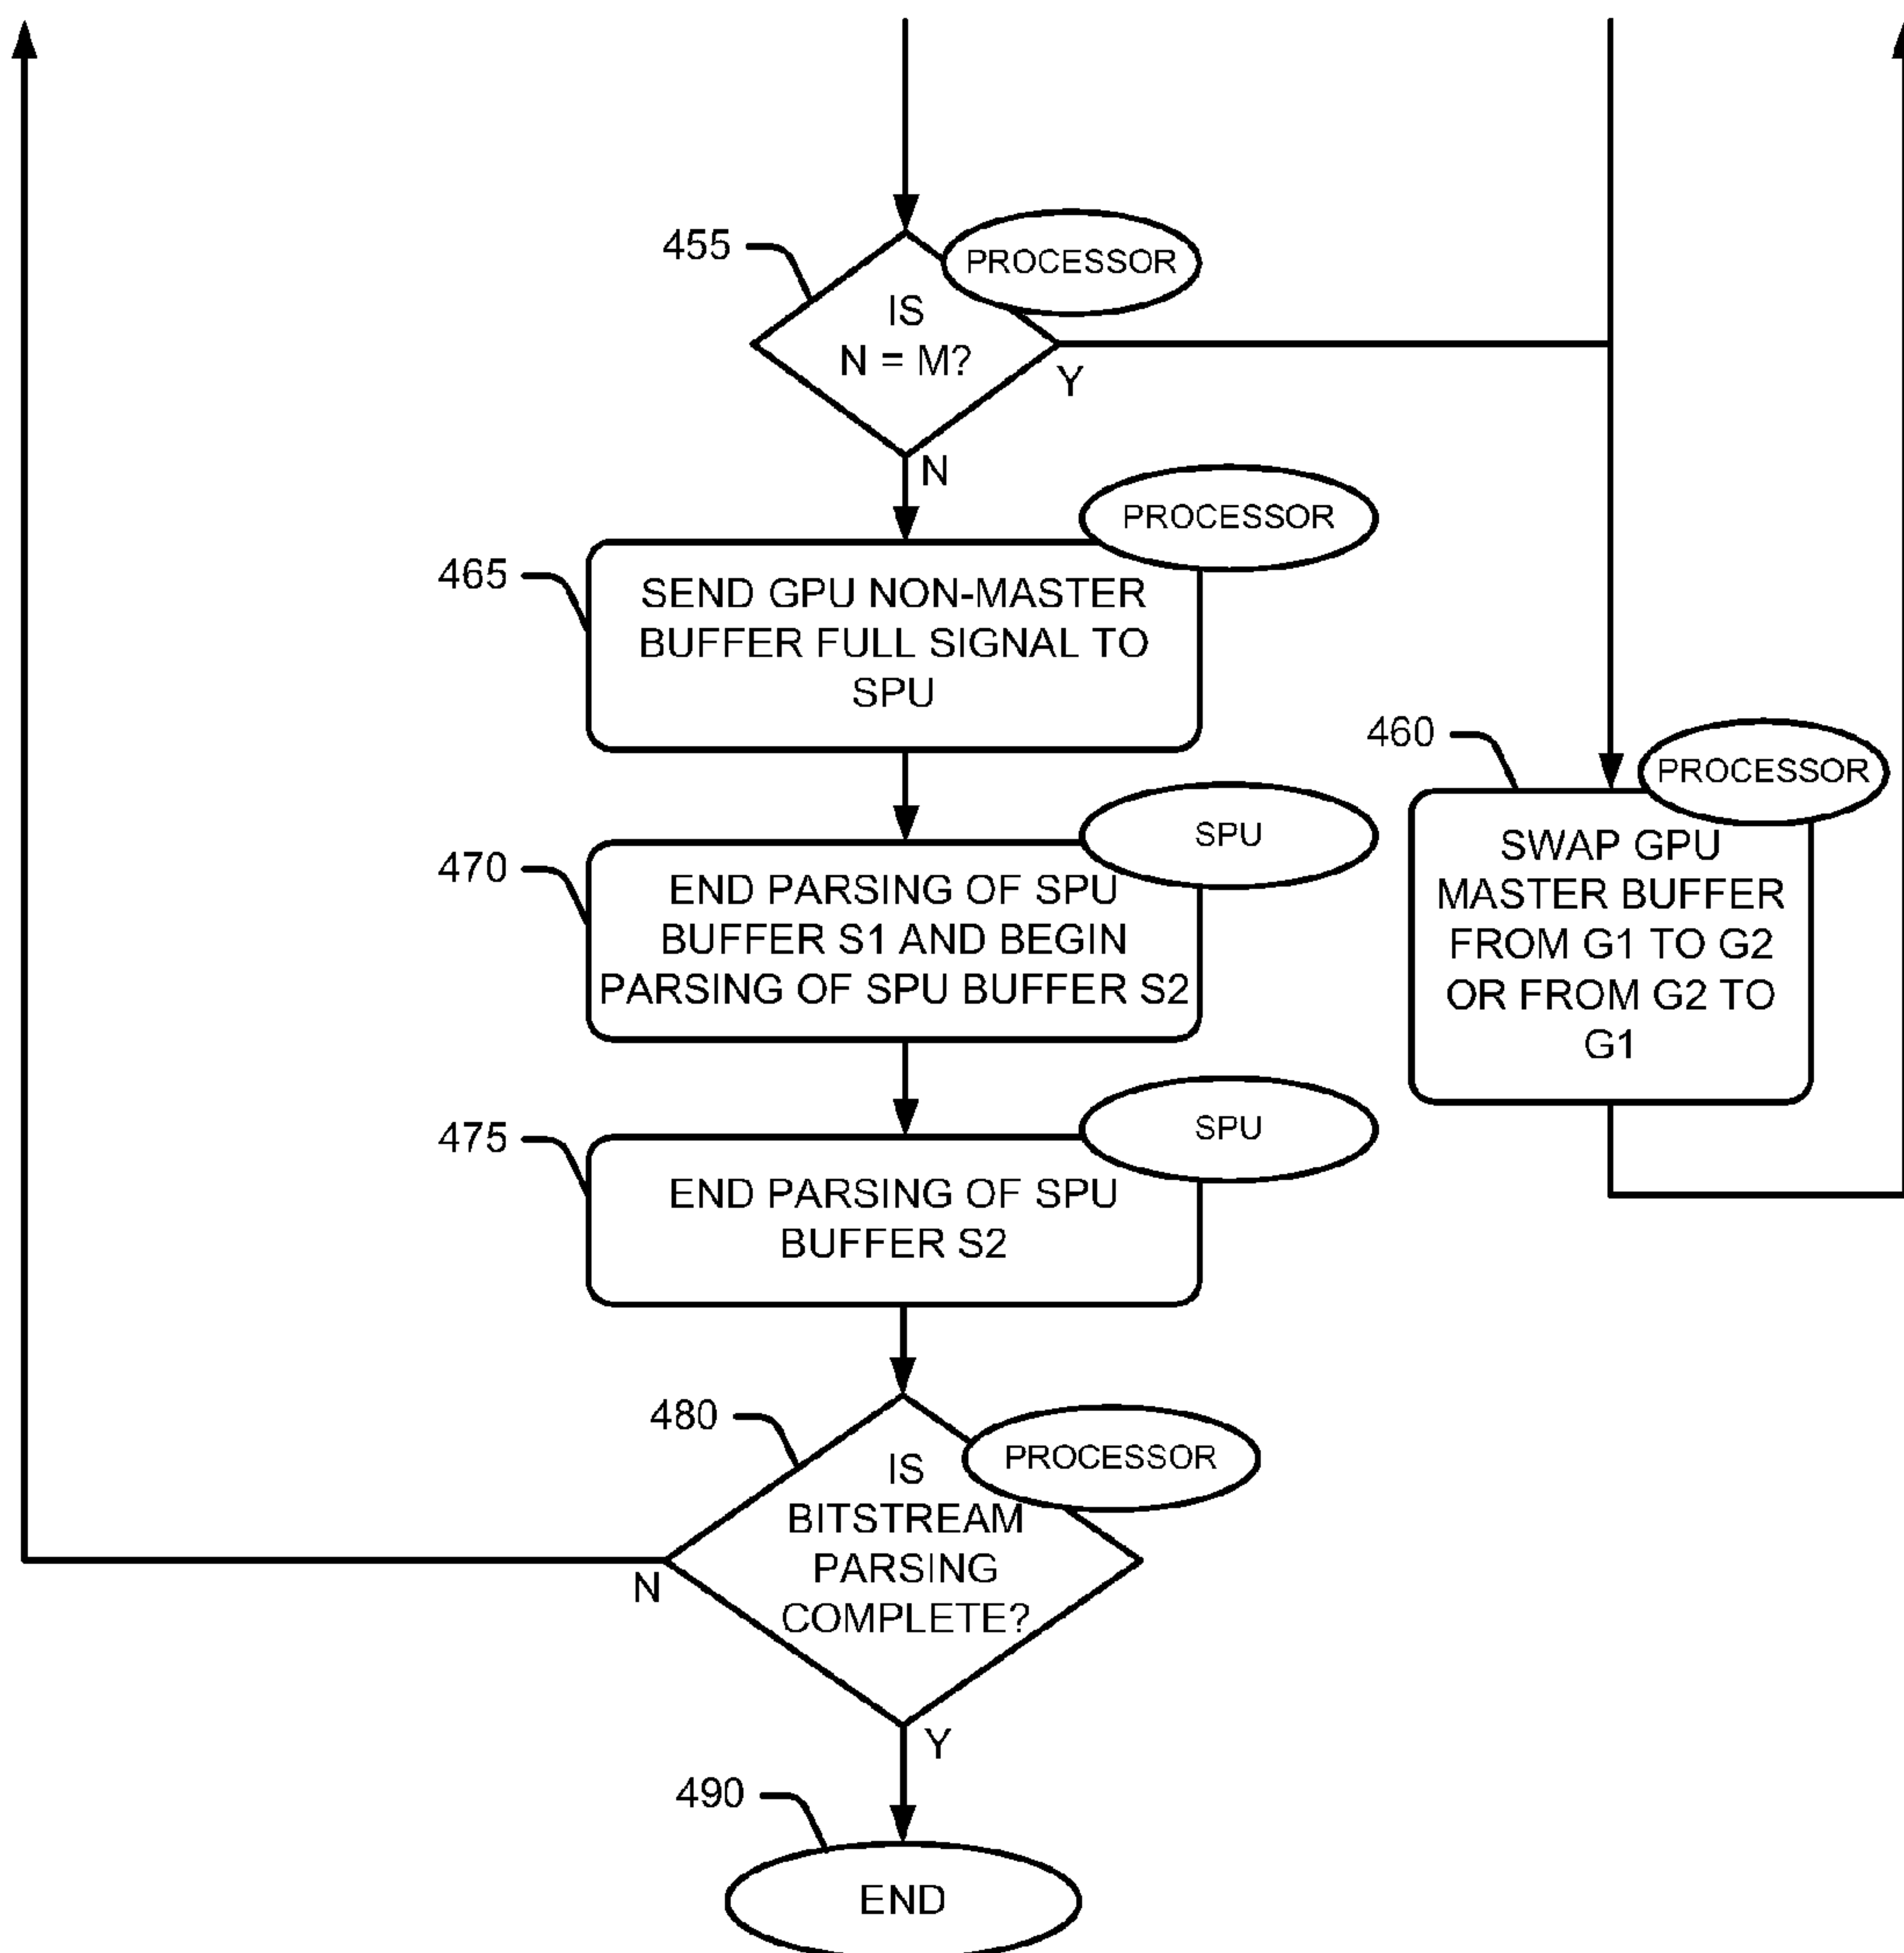 455
PROCESSOR
IS
N = M?
Y
N
PROCESSOR
465
SEND GPU NON-MASTER
BUFFER FULL SIGNAL TO
SPU
460
PROCESSOR
SWAP GPU
MASTER BUFFER
FROM G1 TO G2
OR FROM G2 TO
G1
SPU
470
END PARSING OF SPU
BUFFER S1 AND BEGIN
PARSING OF SPU BUFFER S2
SPU
475
END PARSING OF SPU
BUFFER S2
480
PROCESSOR
IS
BITSTREAM
PARSING
COMPLETE?
N
Y
490
END